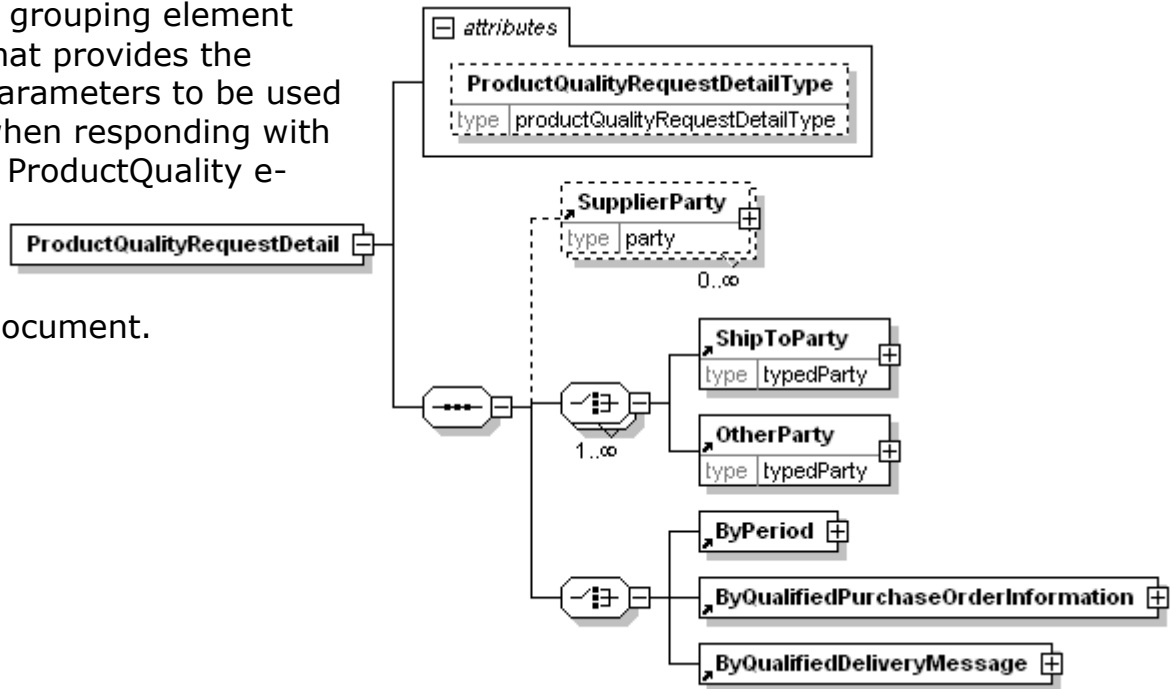 grouping element
hat provides the
arameters to be used
when responding with
ProductQuality e-
ocument.
attributes
ProductQualityRequestDetailType
type productQualityRequestDetailType
ProductQualityRequestDetail
SupplierParty
type party
0..∞
1..∞
ShipToParty
type typedParty
OtherParty
type typedParty
ByPeriod
ByQualifiedPurchaseOrderInformation
ByQualifiedDeliveryMessage